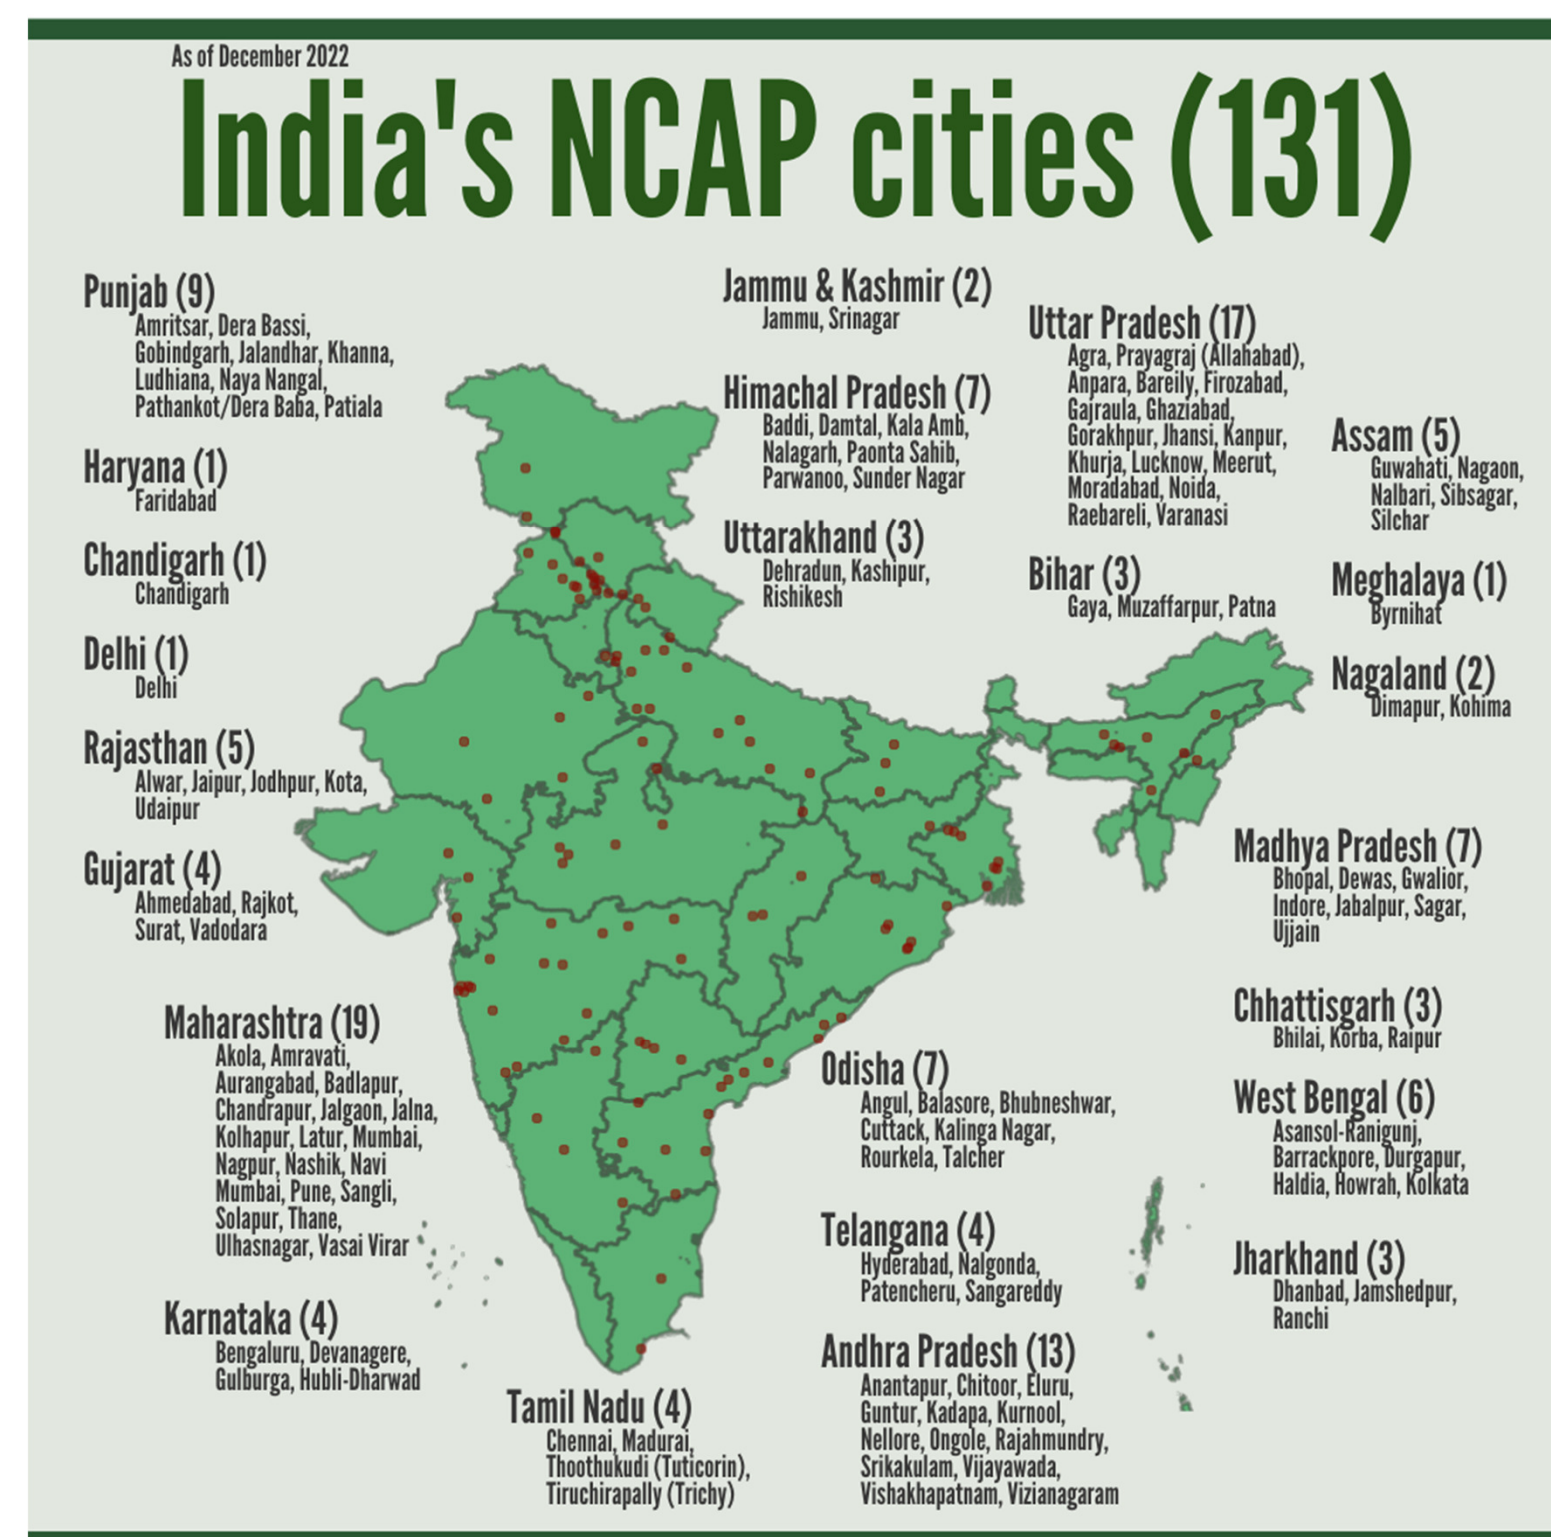 As of December 2022
India's NCAP cities (131)
Punjab (9)
Amritsar, Dera Bassi,
Gobindgarh, Jalandhar, Khanna,
Ludhiana, Naya Nangal,
Pathankot/Dera Baba, Patiala
Haryana (1)
Faridabad
Chandigarh (1)
Chandigarh
Delhi (1)
Delhi
Rajasthan (5)
Alwar, Jaipur, Jodhpur, Kota,
Udaipur
Gujarat (4)
Ahmedabad, Rajkot,
Surat, Vadodara
Maharashtra (19)
Akola, Amravati,
Aurangabad, Badlapur,
Chandrapur, Jalgaon, Jalna,
Kolhapur, Latur, Mumbai,
Nagpur, Nashik, Navi
Mumbai, Pune, Sangli,
Solapur, Thane,
Ulhasnagar, Vasai Virar
Karnataka (4)
Bengaluru, Devanagere,
Gulburga, Hubli-Dharwad
Tamil Nadu (4)
Chennai, Madurai,
Thoothukudi (Tuticorin),
Tiruchirapally (Trichy)
Jammu & Kashmir (2)
Jammu, Srinagar
Himachal Pradesh (7)
Baddi, Damtal, Kala Amb,
Nalagarh, Paonta Sahib,
Parwanoo, Sunder Nagar
Uttarakhand (3)
Dehradun, Kashipur,
Rishikesh
Uttar Pradesh (17)
Agra, Prayagraj (Allahabad),
Anpara, Bareily, Firozabad,
Gajraula, Ghaziabad,
Gorakhpur, Jhansi, Kanpur,
Khurja, Lucknow, Meerut,
Moradabad, Noida,
Raebareli, Varanasi
Bihar (3)
Gaya, Muzaffarpur, Patna
Assam (5)
Guwahati, Nagaon,
Nalbari, Sibsagar,
Silchar
Meghalaya (1)
Byrnihat
Nagaland (2)
Dimapur, Kohima
Madhya Pradesh (7)
Bhopal, Dewas, Gwalior,
Indore, Jabalpur, Sagar,
Ujjain
Chhattisgarh (3)
Bhilai, Korba, Raipur
West Bengal (6)
Asansol-Ranigunj,
Barrackpore, Durgapur,
Haldia, Howrah, Kolkata
Jharkhand (3)
Dhanbad, Jamshedpur,
Ranchi
Odisha (7)
Angul, Balasore, Bhubneshwar,
Cuttack, Kalinga Nagar,
Rourkela, Talcher
Telangana (4)
Hyderabad, Nalgonda,
Patencheru, Sangareddy
Andhra Pradesh (13)
Anantapur, Chitoor, Eluru,
Guntur, Kadapa, Kurnool,
Nellore, Ongole, Rajahmundry,
Srikakulam, Vijayawada,
Vishakhapatnam, Vizianagaram